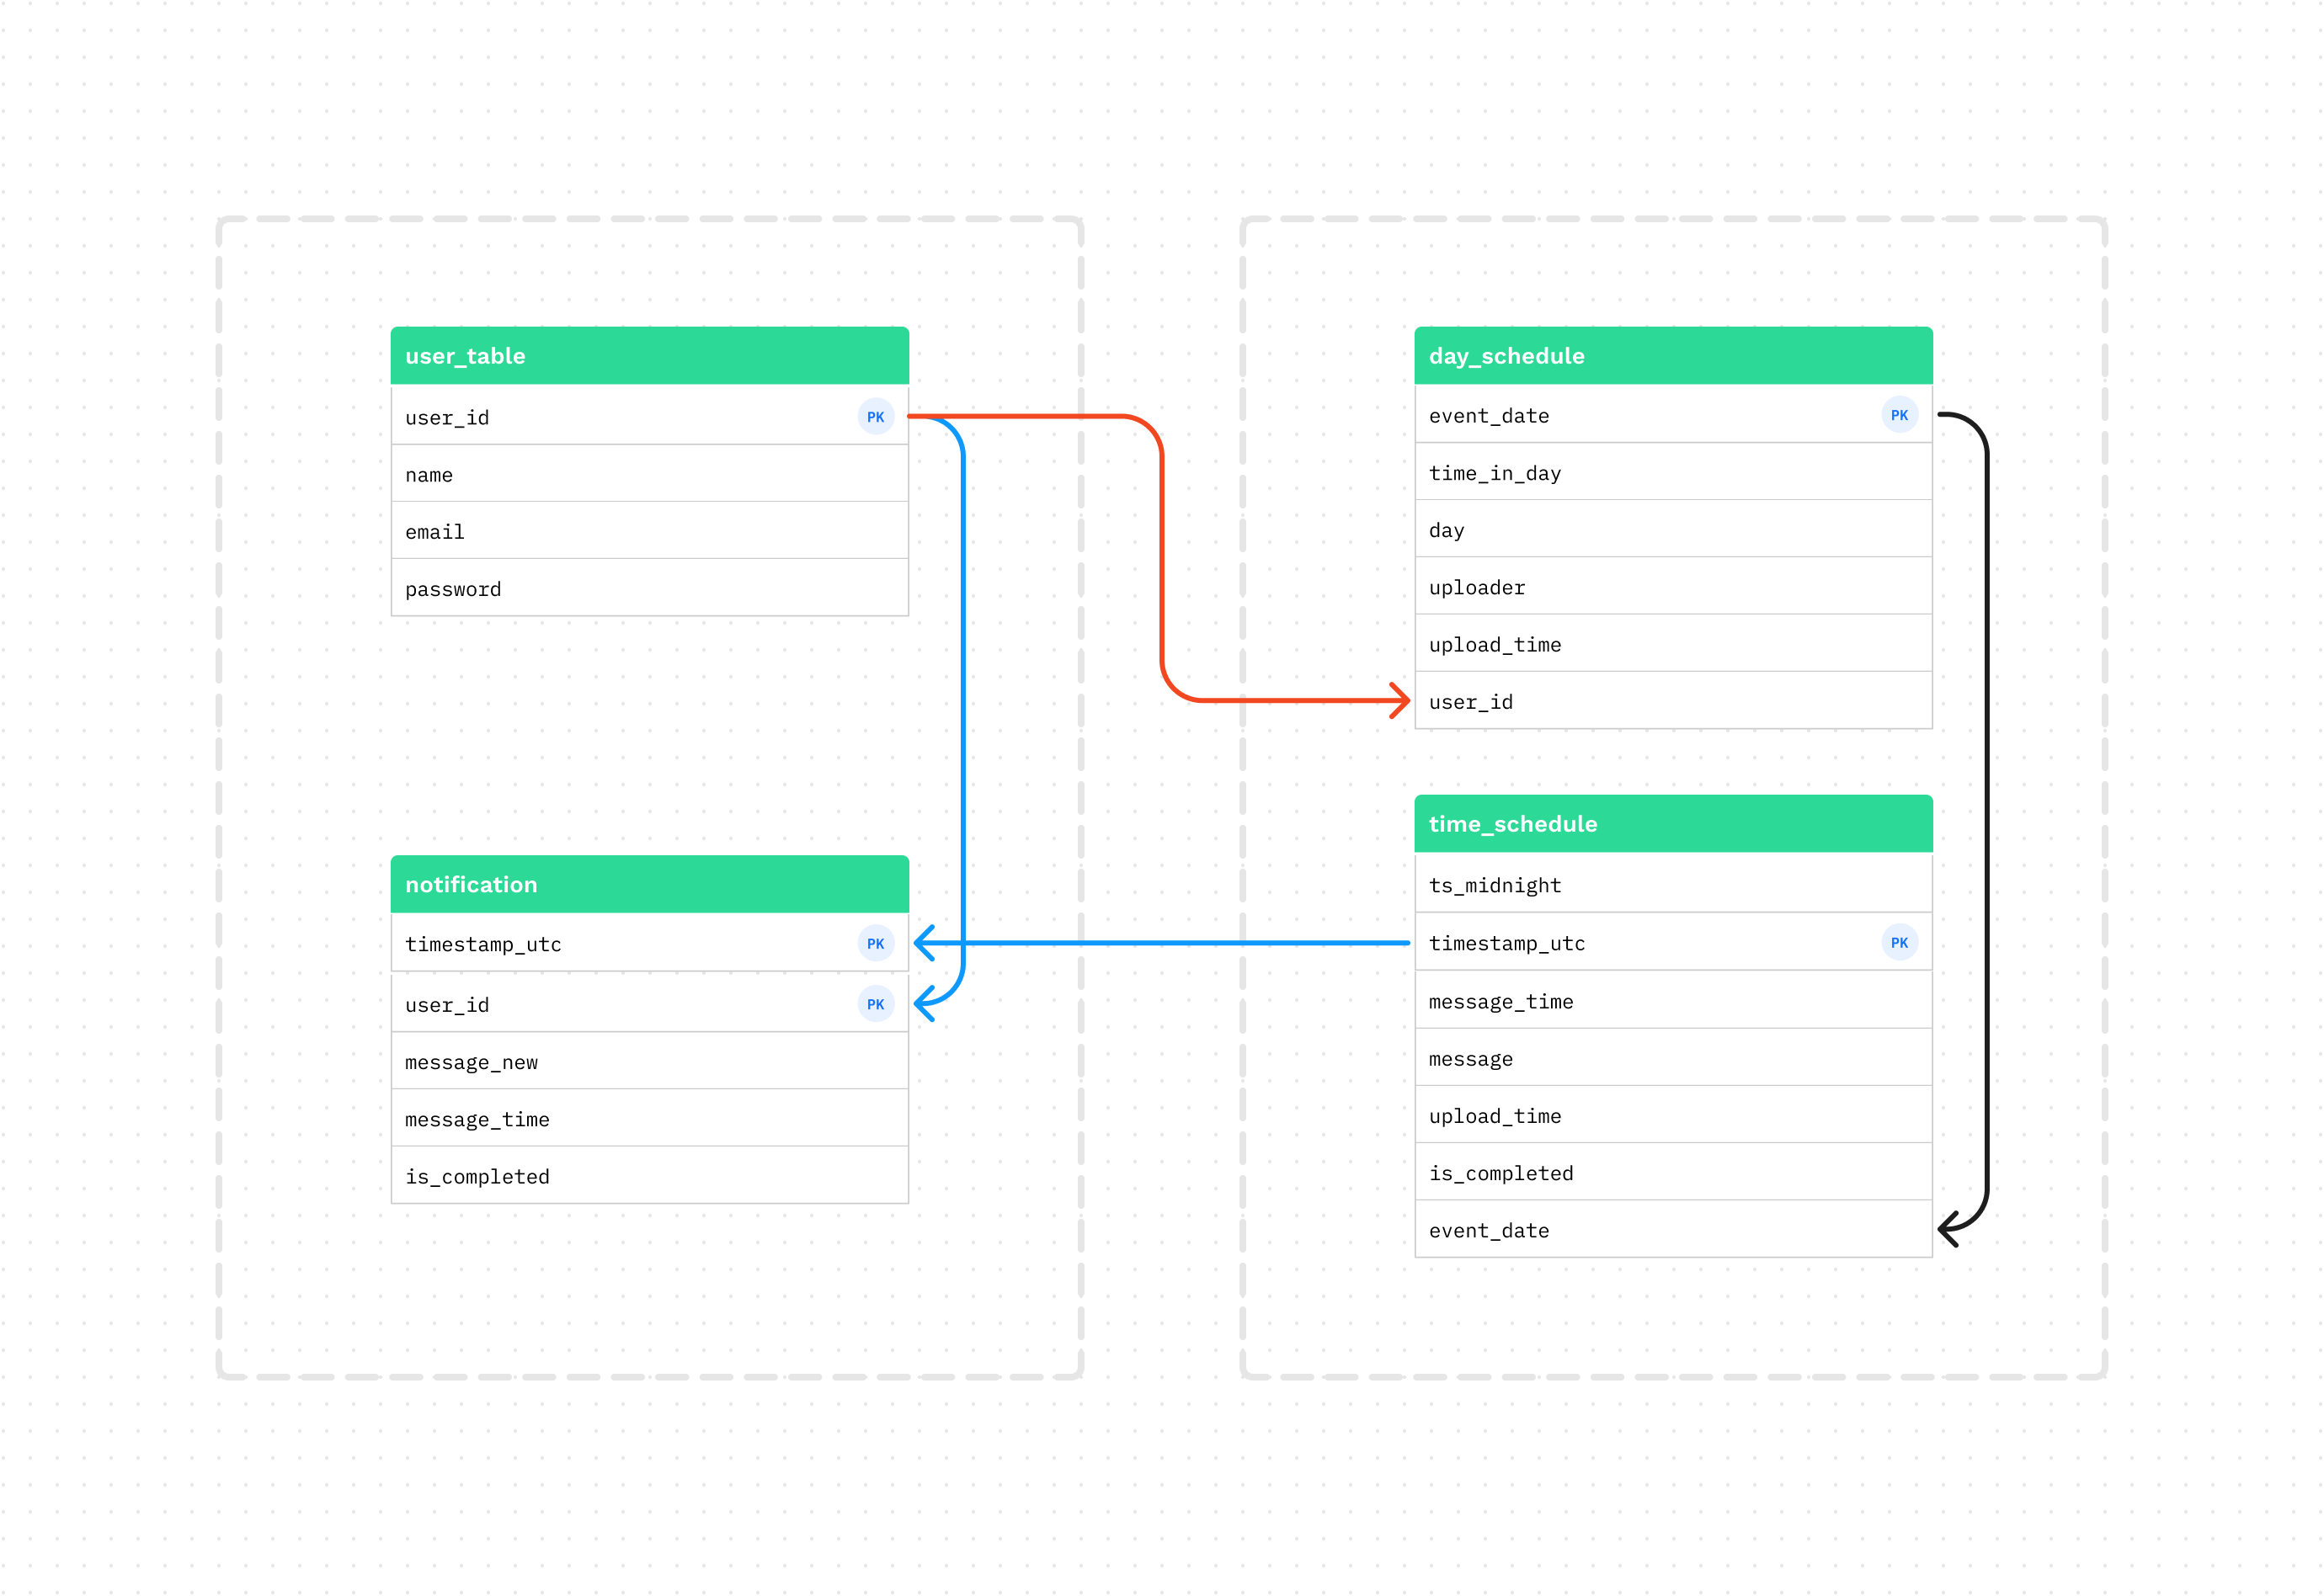 user_table
user_id PK
name
email
password
notification
timestamp_utc PK
user_id PK
message_new
message_time
is_completed
day_schedule
event_date PK
time_in_day
day
uploader
upload_time
user_id
time_schedule
ts_midnight
timestamp_utc PK
message_time
message
upload_time
is_completed
event_date